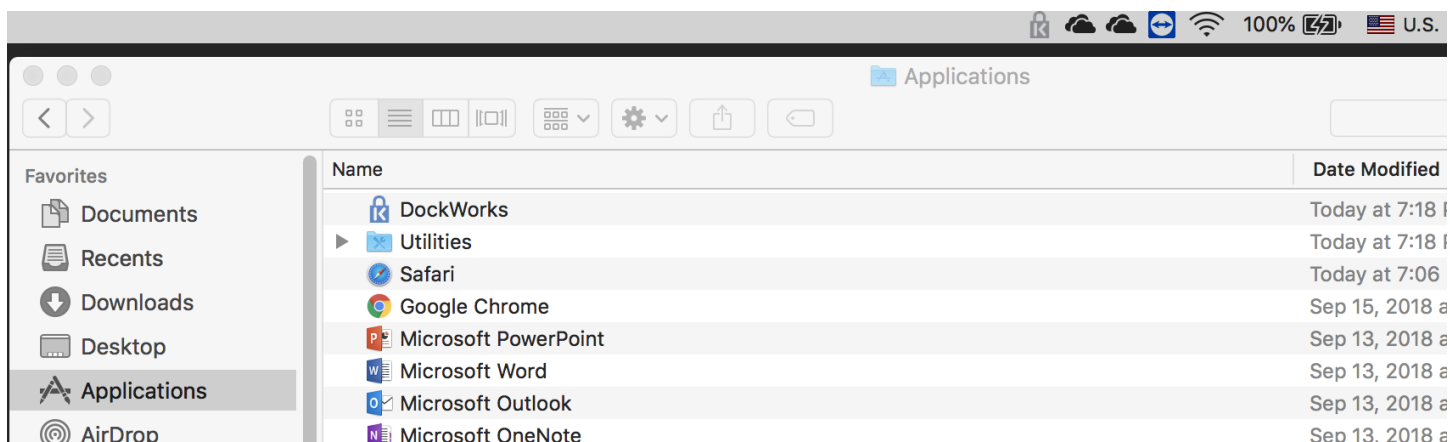 100% U.S.
Applications
Name Date Modified
Favorites
Documents
Recents
Downloads
Desktop
Applications
AirDrop
DockWorks Today at 7:18
Utilities Today at 7:18
Safari Today at 7:06
Google Chrome Sep 15, 2018 a
Microsoft PowerPoint Sep 13, 2018 a
Microsoft Word Sep 13, 2018 a
Microsoft Outlook Sep 13, 2018 a
Microsoft OneNote Sep 13, 2018 a